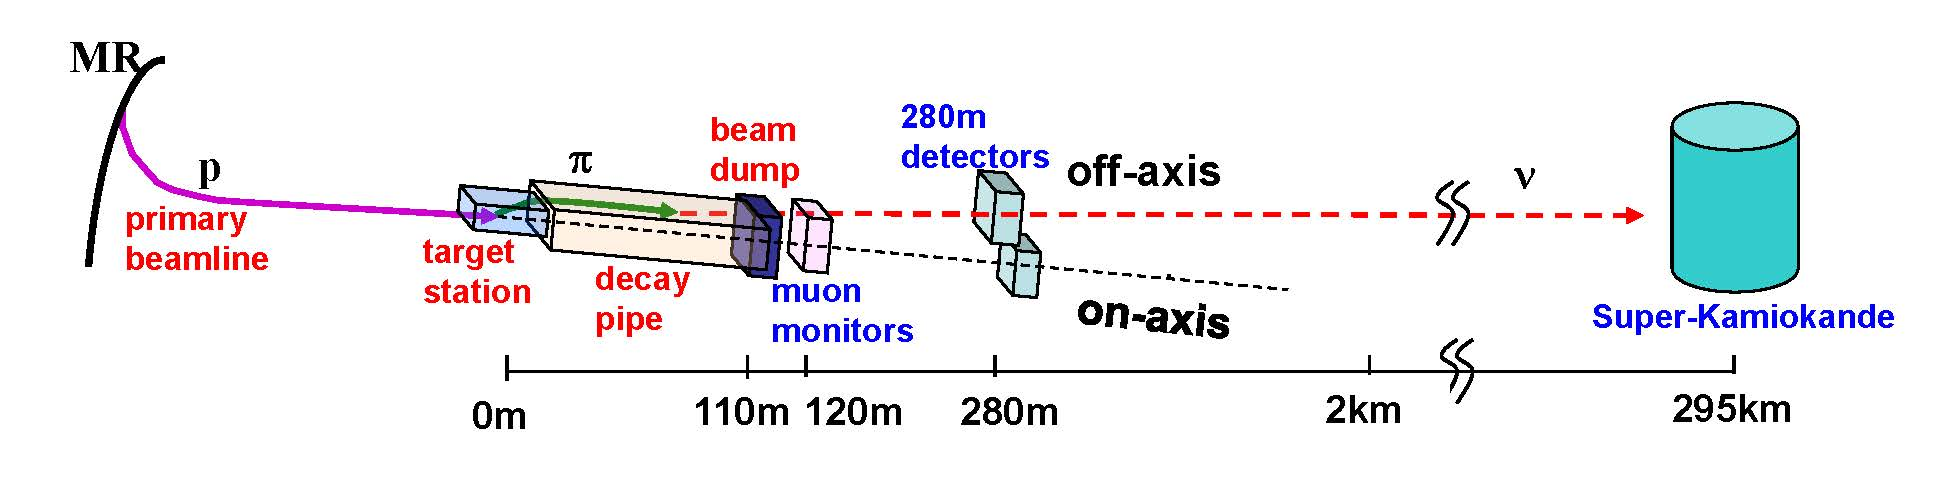 MR
p
primary
beamline
target
station
π
decay
pipe
beam
dump
muon
monitors
280m
detectors
off-axis
on-axis
ν
Super-Kamiokande
0m
110m
120m
280m
2km
295km